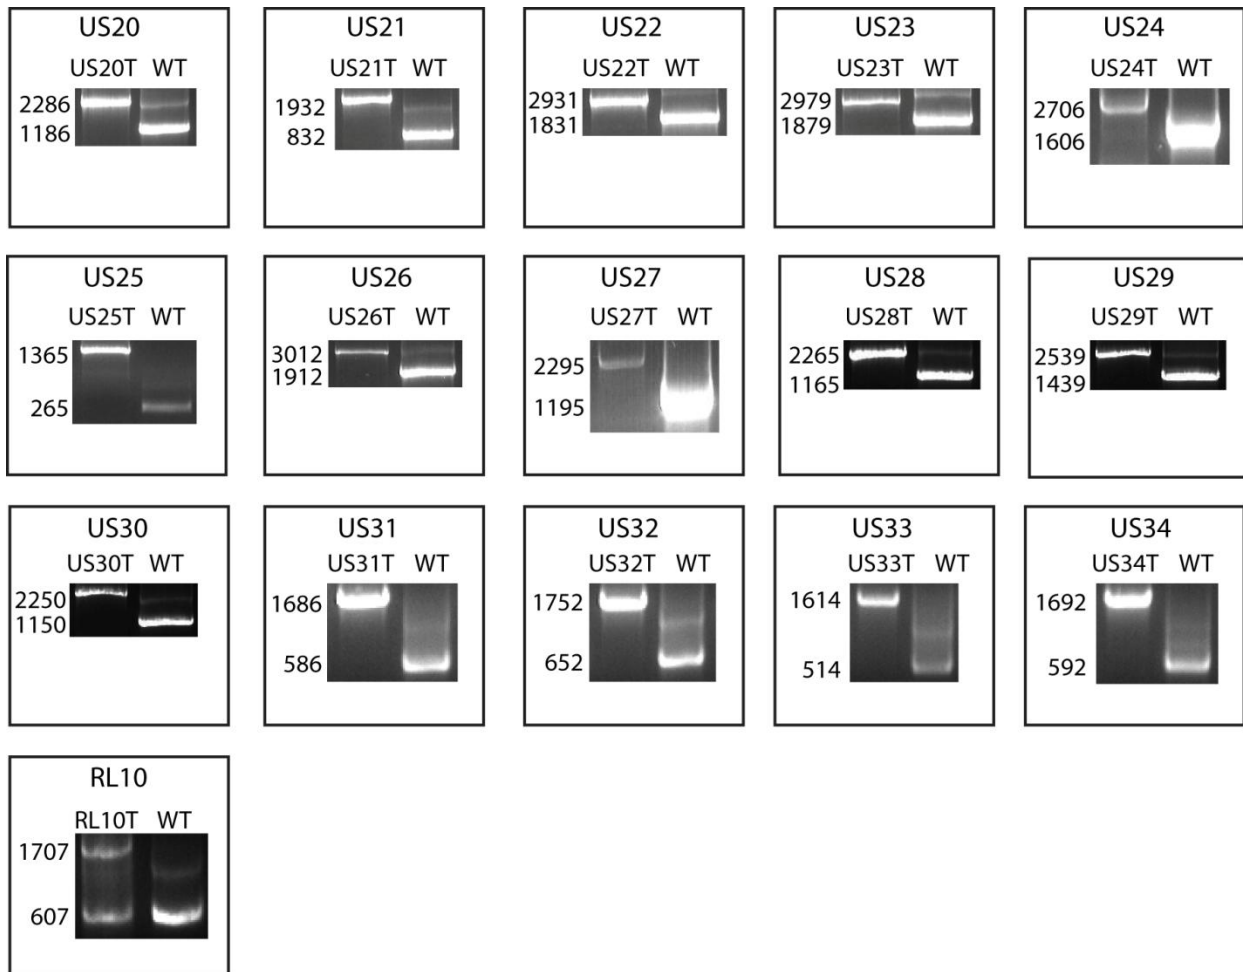 US20
US20T WT
2286
1186
US21
US21T WT
1932
832
US22
US22T WT
2931
1831
US23
US23T WT
2979
1879
US24
US24T WT
2706
1606
US25
US25T WT
1365
265
US26
US26T WT
3012
1912
US27
US27T WT
2295
1195
US28
US28T WT
2265
1165
US29
US29T WT
2539
1439
US30
US30T WT
2250
1150
US31
US31T WT
1686
586
US32
US32T WT
1752
652
US33
US33T WT
1614
514
US34
US34T WT
1692
592
RL10
RL10T WT
1707
607